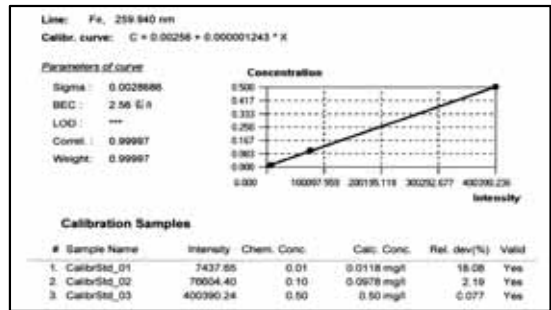 Line: Fe, 259.940 nm
Calibr. curve: C = 0.00256 + 0.000001243 * X
Parameters of curve
Sigma : 0.0028686
BEC : 2.56
LOD : ***
Correl. : 0.99997
Weight: 0.99997
Concentration
0.500
0.417
0.333
0.250
0.167
0.083
0.000
0.000 100097.559 200195.118 300292.677 400390.236
Intensity
Calibration Samples
# Sample Name Intensity Chem. Conc. Calc. Conc. Rel. dev(%) Valid
1. CalibrStd_01 7437.65 0.01 0.0118 mg/l 18.08 Yes
2. CalibrStd_02 76604.40 0.10 0.0978 mg/l 2.19 Yes
3. CalibrStd_03 400390.24 0.50 0.50 mg/l 0.077 Yes